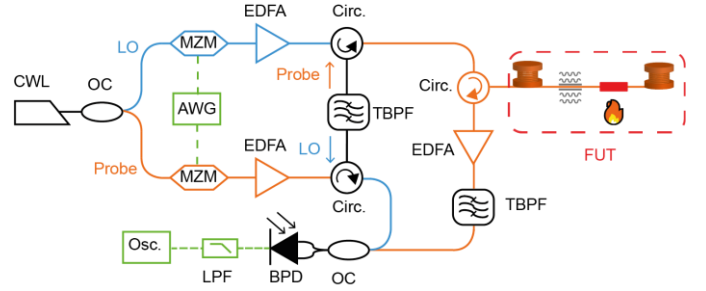 EDFA
Circ.
LO
MZM
Probe
CWL
OC
AWG
TBPF
Circ.
EDFA
LO
EDFA
FUT
Probe
MZM
Circ.
TBPF
Osc.
LPF
BPD
OC